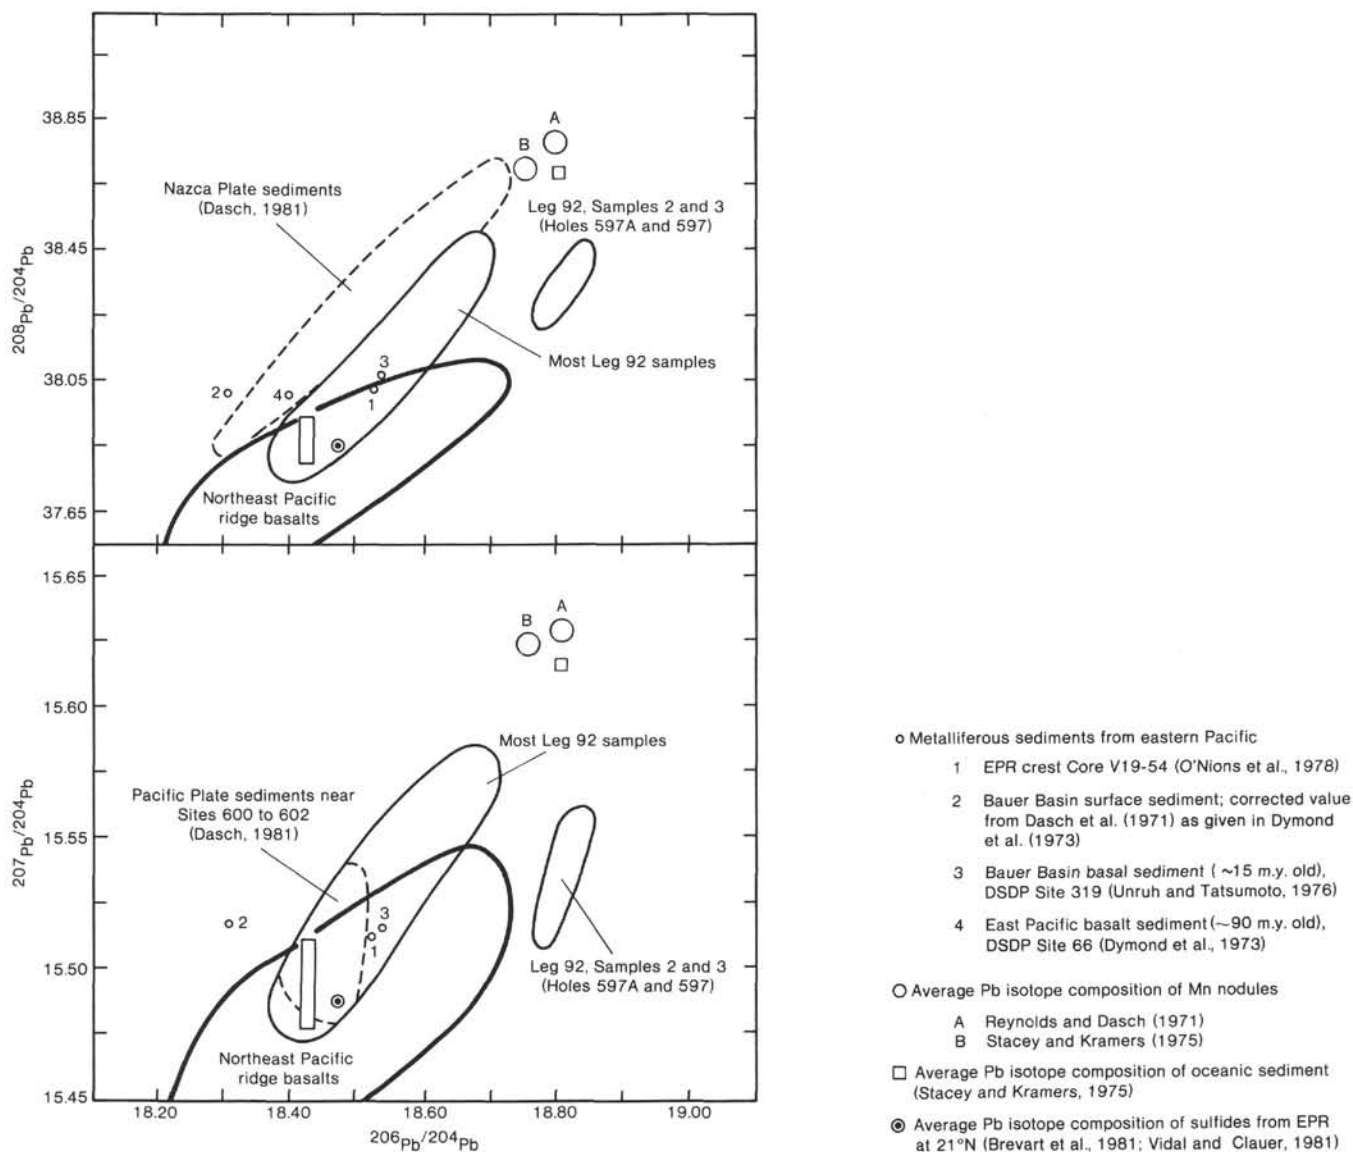 38.85
38.45
38.05
37.65
208Pb/204Pb
A
B
Nazca Plate sediments
(Dasch, 1981)
Leg 92, Samples 2 and 3
(Holes 597A and 597)
Most Leg 92 samples
2
4
3
1
Northeast Pacific
ridge basalts
15.65
15.60
15.55
15.50
15.45
207Pb/204Pb
A
B
Most Leg 92 samples
Pacific Plate sediments near
Sites 600 to 602
(Dasch, 1981)
2
3
1
Leg 92, Samples 2 and 3
(Holes 597A and 597)
Northeast Pacific
ridge basalts
18.20 18.40 18.60 18.80 19.00
206Pb/204Pb
Metalliferous sediments from eastern Pacific
1 EPR crest Core V19-54 (O'Nions et al., 1978)
2 Bauer Basin surface sediment; corrected value
from Dasch et al. (1971) as given in Dymond
et al. (1973)
3 Bauer Basin basal sediment (~15 m.y. old),
DSDP Site 319 (Unruh and Tatsumoto, 1976)
4 East Pacific basalt sediment (~90 m.y. old),
DSDP Site 66 (Dymond et al., 1973)
Average Pb isotope composition of Mn nodules
A Reynolds and Dasch (1971)
B Stacey and Kramers (1975)
Average Pb isotope composition of oceanic sediment
(Stacey and Kramers, 1975)
Average Pb isotope composition of sulfides from EPR
at 21°N (Brevart et al., 1981; Vidal and Clauer, 1981)